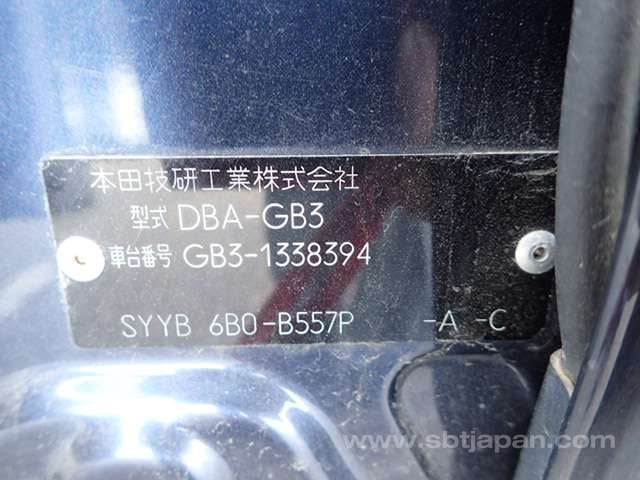 本田技研工業株式会社
型式 DBA-GB3
車台番号 GB3-1338394
SYYB 6B0-B557P -A -C
www.sbtjapan.com